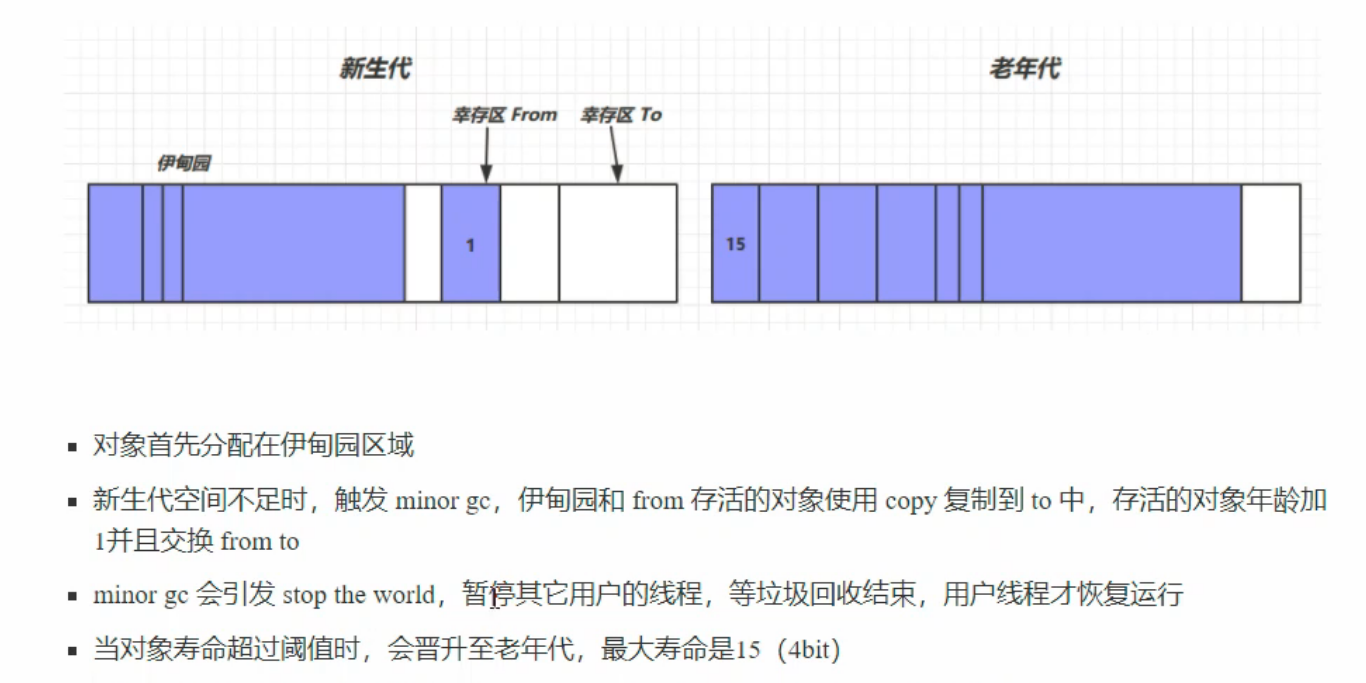 新生代
老年代
幸存区 From
幸存区 To
伊甸园
1
15
▪ 对象首先分配在伊甸园区域
▪ 新生代空间不足时，触发 minor gc，伊甸园和 from 存活的对象使用 copy 复制到 to 中，存活的对象年龄加
1并且交换 from to
▪ minor gc 会引发 stop the world，暂停其它用户的线程，等垃圾回收结束，用户线程才恢复运行
▪ 当对象寿命超过阈值时，会晋升至老年代，最大寿命是15（4bit）